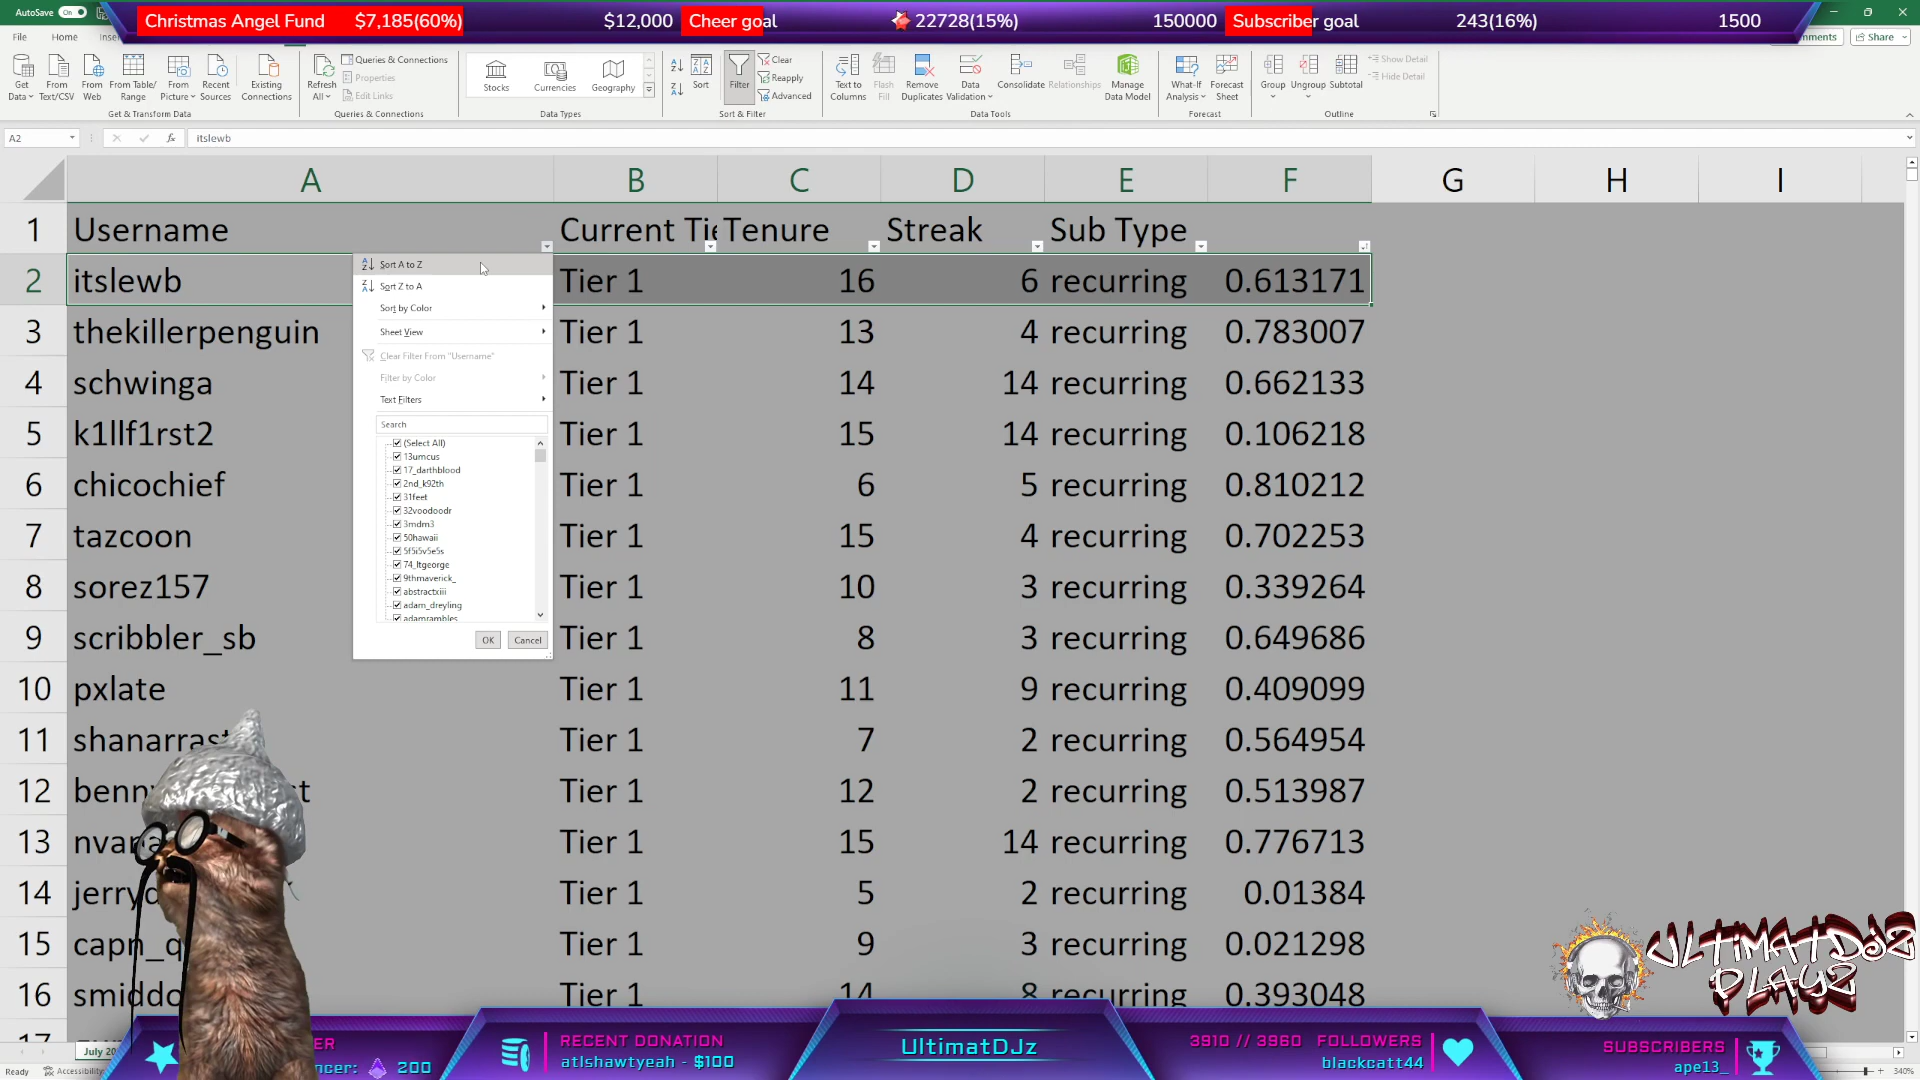 AutoSave On
Christmas Angel Fund $7,185(60%) $12,000 Cheer goal 22728(15%) 150000 Subscriber goal 243(16%) 1500
File Home Share
Get Data From Text/CSV From Web From Table/Range From Picture Recent Sources Existing Connections
Get & Transform Data
Refresh All Queries & Connections
Properties
Edit Links
Queries & Connections
Stocks Currencies Geography
Data Types
Sort Filter Clear
Reapply
Advanced
Sort & Filter
Text to Columns Flash Fill Remove Duplicates Data Validation Consolidate Relationships Manage Data Model
Data Tools
What-If Analysis Forecast Sheet
Forecast
Group Ungroup Subtotal Show Detail
Hide Detail
Outline
A2 fx itslewb
A B C D E F G H I
1 Username Current Tie Tenure Streak Sub Type
2 itslewb Tier 1 16 6 recurring 0.613171
3 thekillerpenguin Tier 1 13 4 recurring 0.783007
4 schwinga Tier 1 14 14 recurring 0.662133
5 k1llf1rst2 Tier 1 15 14 recurring 0.106218
6 chicochief Tier 1 6 5 recurring 0.810212
7 tazcoon Tier 1 15 4 recurring 0.702253
8 sorez157 Tier 1 10 3 recurring 0.339264
9 scribbler_sb Tier 1 8 3 recurring 0.649686
10 pxlate Tier 1 11 9 recurring 0.409099
11 shanarrast Tier 1 7 2 recurring 0.564954
12 Tier 1 12 2 recurring 0.513987
13 Tier 1 15 14 recurring 0.776713
14 Tier 1 5 2 recurring 0.01384
15 capn_q Tier 1 9 3 recurring 0.021298
16 smiddo Tier 1 14 8 recurring 0.393048
Sort A to Z
Sort Z to A
Sort by Color
Sheet View
Clear Filter From "Username"
Filter by Color
Text Filters
Search
(Select All)
13umcus
17_darthblood
2nd_k92th
31feet
32voodoodr
3mdm3
50hawaii
5f5i5v5e5s
74_ltgeorge
9thmaverick_
abstractxiii
adam_dreyling
adamrambles
OK Cancel
ULTIMATDJZ
PLAYZ
200
RECENT DONATION
atlshawtyeah - $100
UltimatDJz
3910 // 3960 FOLLOWERS
blackcatt44
SUBSCRIBERS
ape13_
Ready 340%